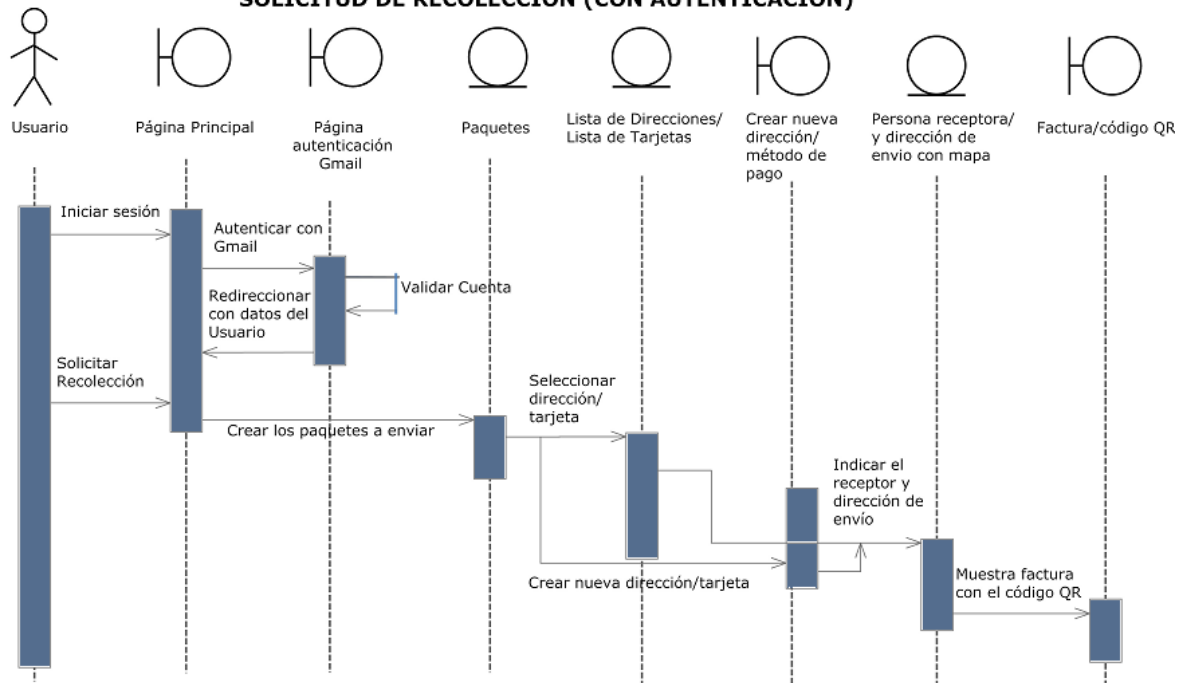 SOLICITUD DE RECOLECCIÓN (CON AUTENTICACIÓN)
Usuario
Página Principal
Página
autenticación
Gmail
Paquetes
Lista de Direcciones/
Lista de Tarjetas
Crear nueva
dirección/
método de
pago
Persona receptora/
y dirección de
envio con mapa
Factura/código QR
Iniciar sesión
Autenticar con
Gmail
Validar Cuenta
Redireccionar
con datos del
Usuario
Solicitar
Recolección
Crear los paquetes a enviar
Seleccionar
dirección/
tarjeta
Indicar el
receptor y
dirección de
envío
Crear nueva dirección/tarjeta
Muestra factura
con el código QR